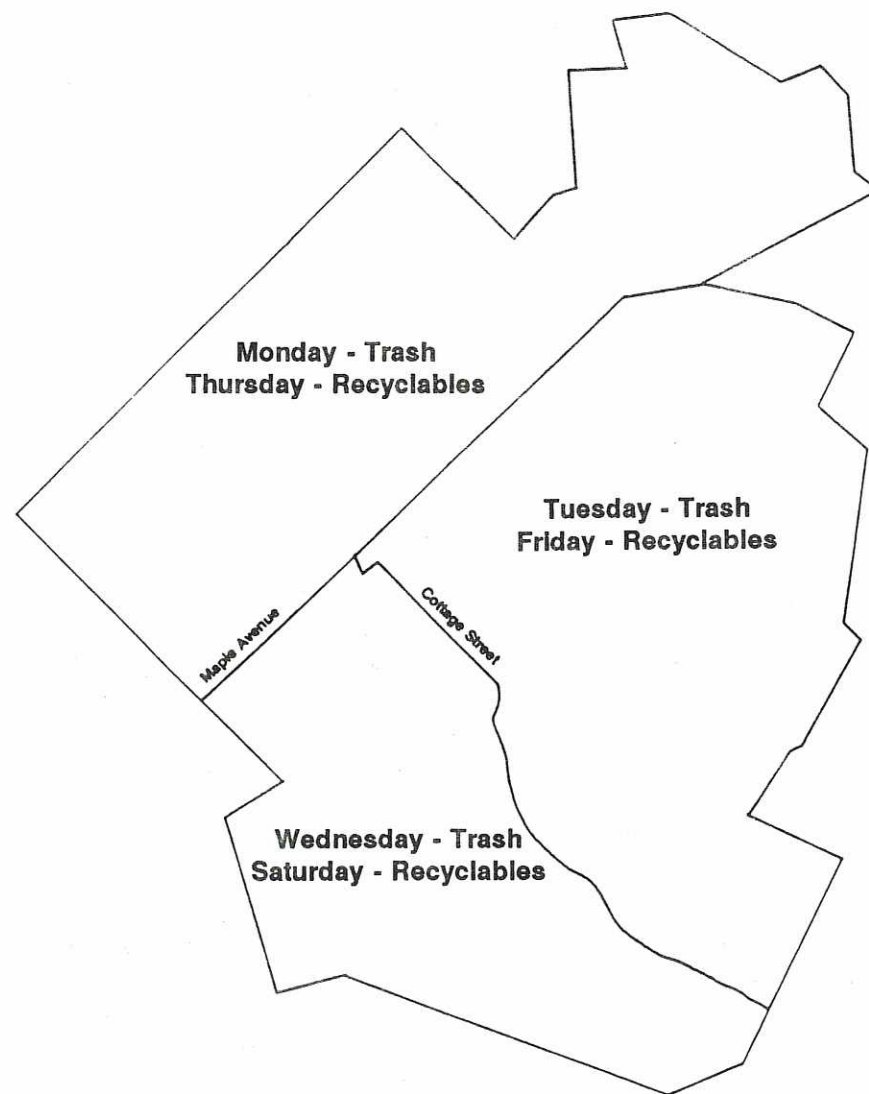 Monday - Trash
Thursday - Recyclables
Tuesday - Trash
Friday - Recyclables
Maple Avenue
Cottage Street
Wednesday - Trash
Saturday - Recyclables